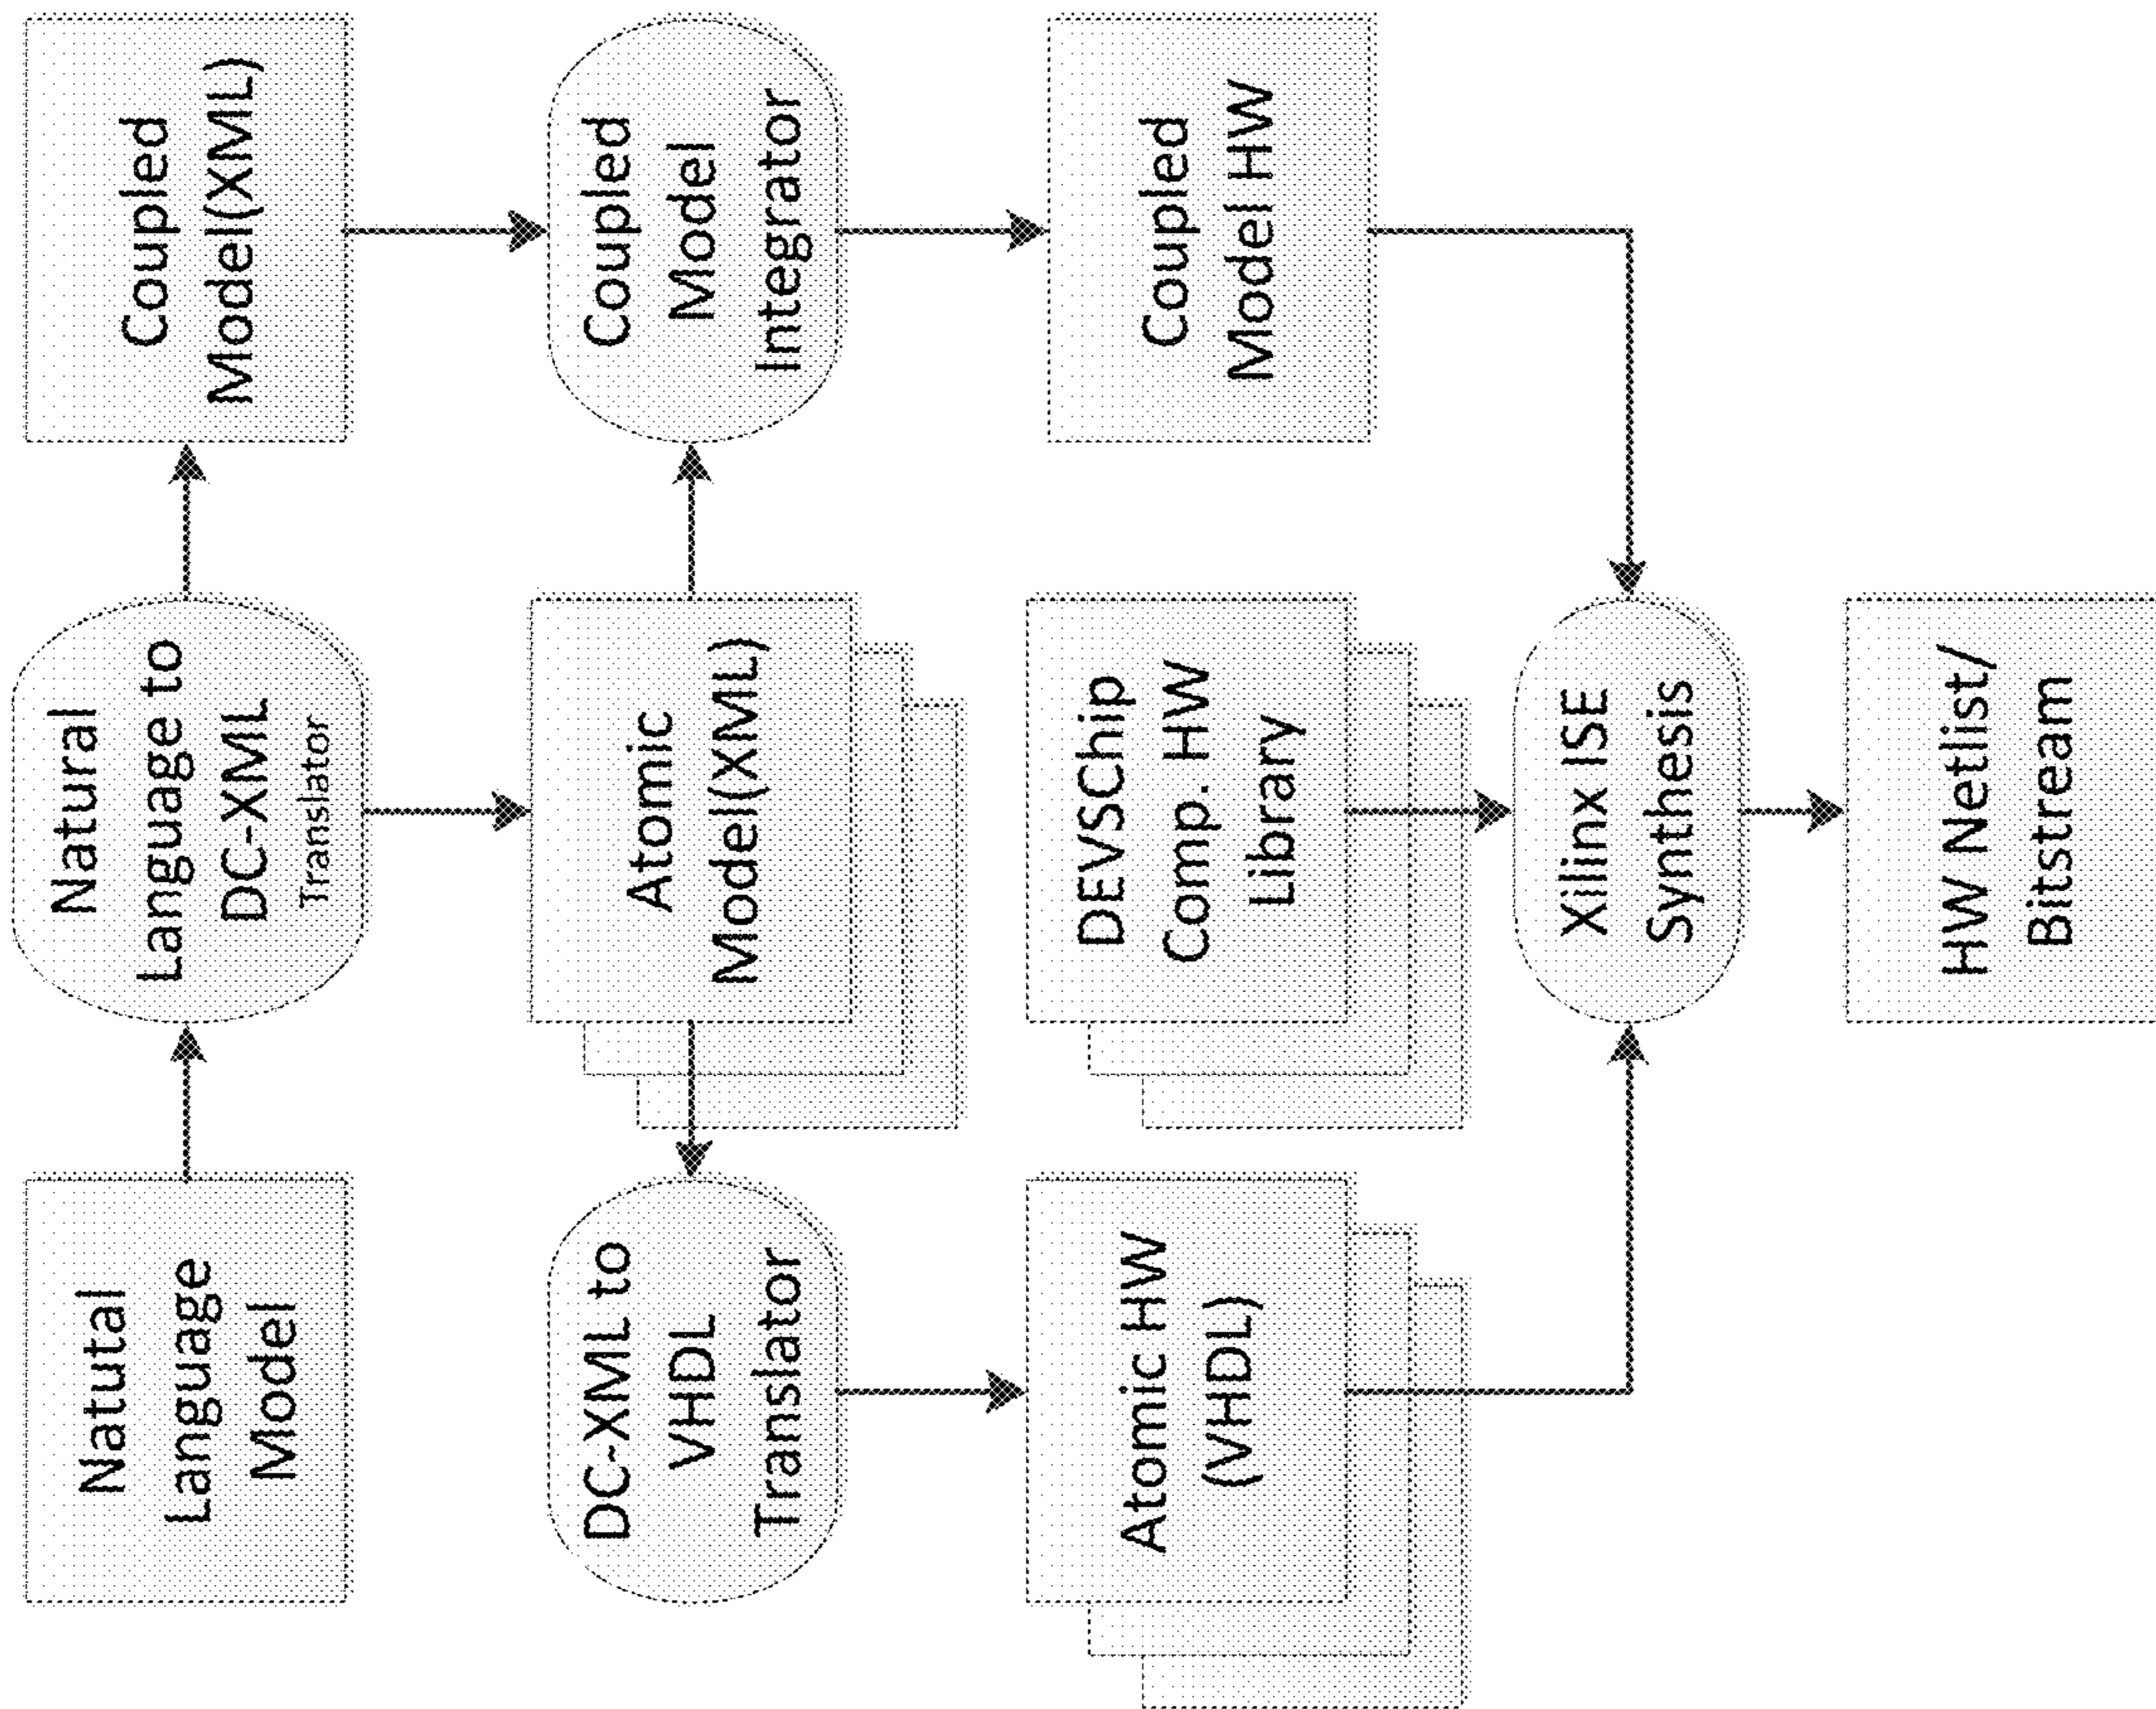 Natutal
Language
Model
Natural
Language to
DC-XML
Translator
Coupled
Model(XML)
DC-XML to
VHDL
Translator
Atomic
Model(XML)
Coupled
Model
Integrator
Atomic HW
(VHDL)
DEVSChip
Comp. HW
Library
Coupled
Model HW
Xilinx ISE
Synthesis
HW Netlist/
Bitstream